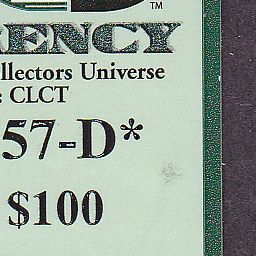 TM
RENCY
llectors Universe
: CLCT
57-D*
$100